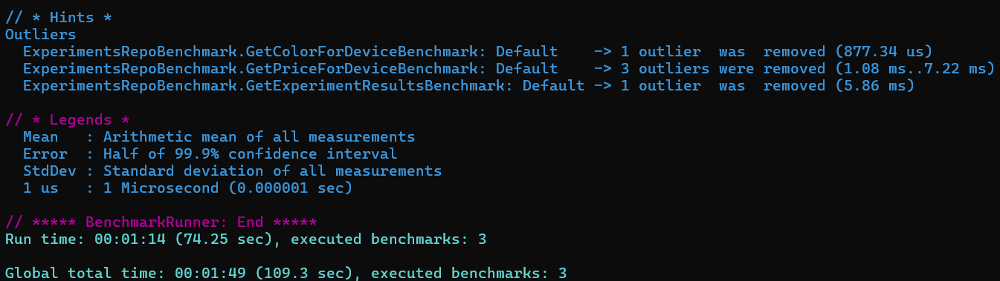 // * Hints *
Outliers
  ExperimentsRepoBenchmark.GetColorForDeviceBenchmark: Default    -> 1 outlier  was  removed (877.34 us)
  ExperimentsRepoBenchmark.GetPriceForDeviceBenchmark: Default    -> 3 outliers were removed (1.08 ms..7.22 ms)
  ExperimentsRepoBenchmark.GetExperimentResultsBenchmark: Default -> 1 outlier  was  removed (5.86 ms)

// * Legends *
  Mean   : Arithmetic mean of all measurements
  Error  : Half of 99.9% confidence interval
  StdDev : Standard deviation of all measurements
  1 us   : 1 Microsecond (0.000001 sec)

// ***** BenchmarkRunner: End *****
Run time: 00:01:14 (74.25 sec), executed benchmarks: 3

Global total time: 00:01:49 (109.3 sec), executed benchmarks: 3